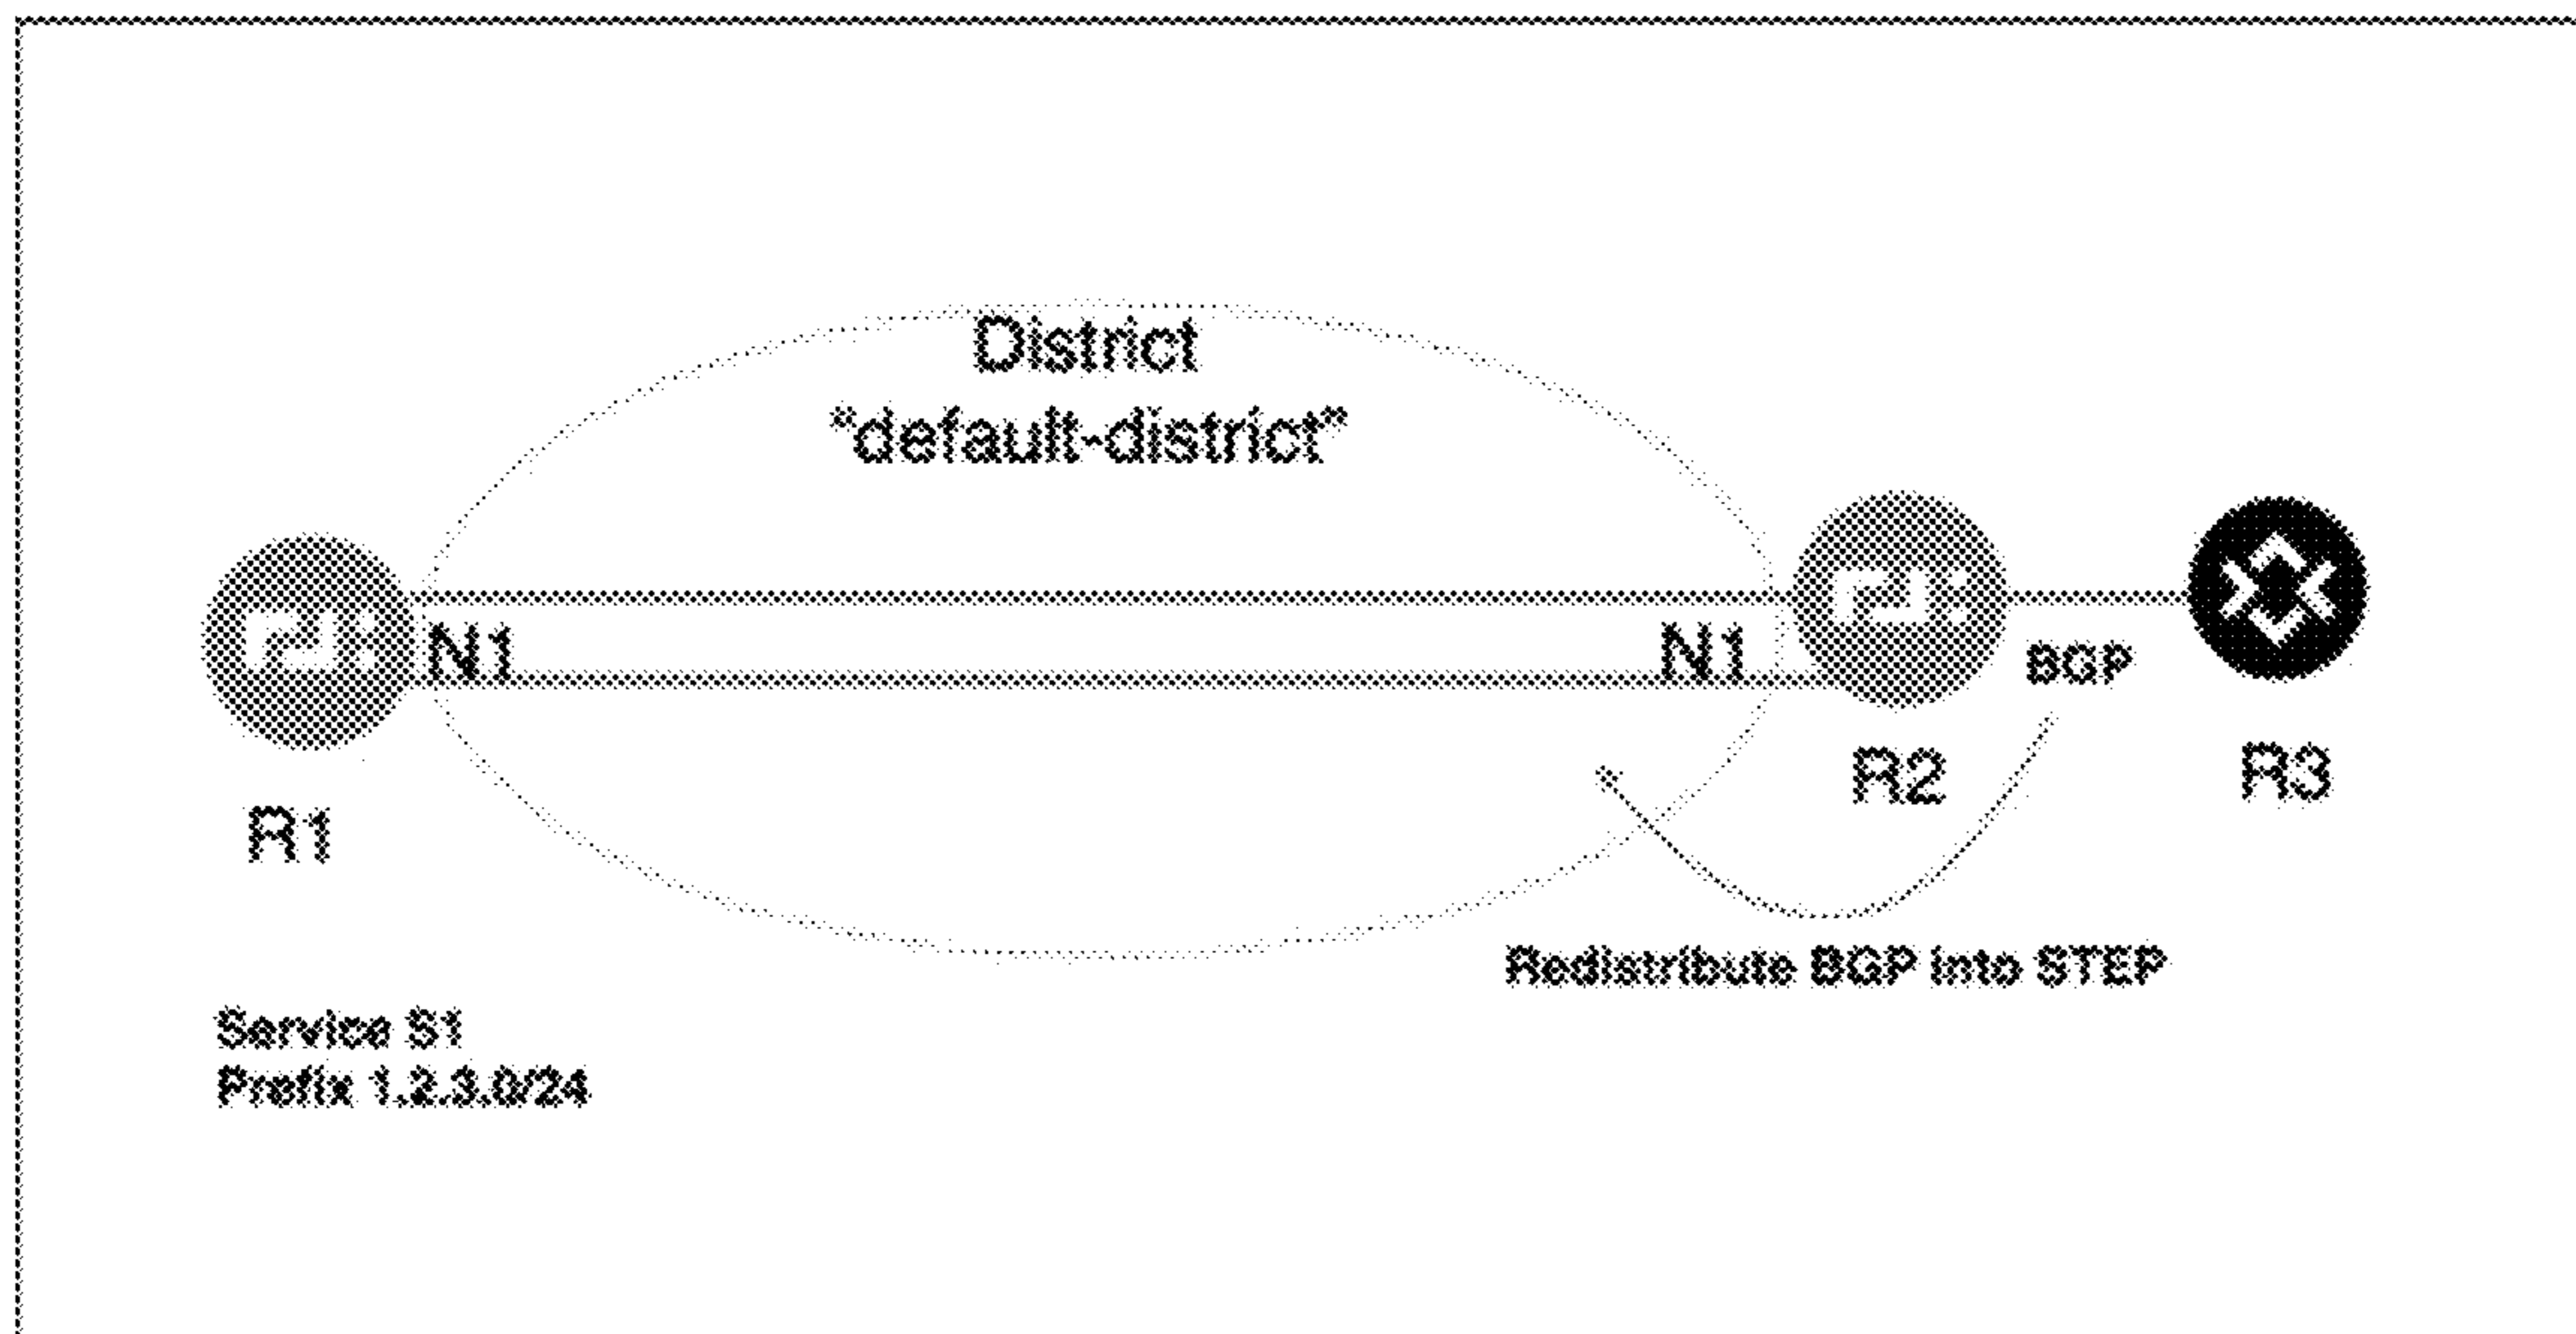 District
"default-district"
N1
N1
BGP
R1
R2
R3
Redistribute BGP into STEP
Service S1
Prefix 1.2.3.0/24